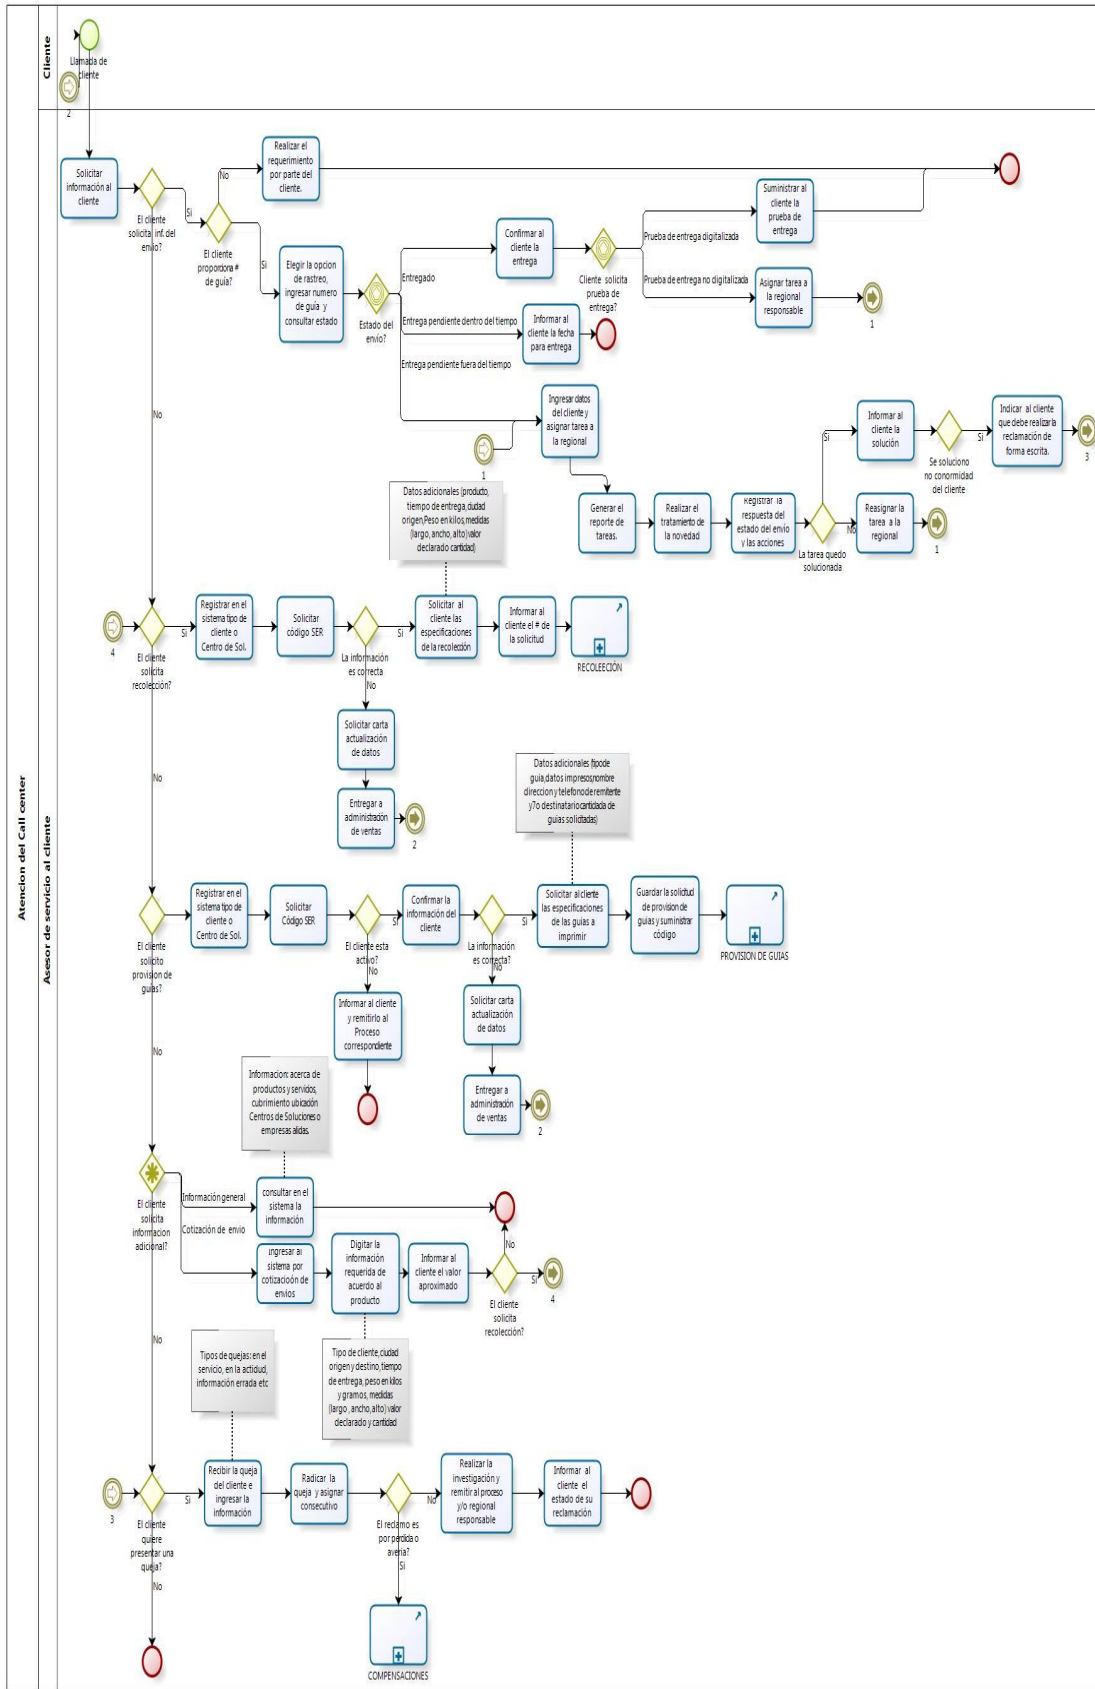 Atencion del Call center
Cliente
Asesor de servicio al cliente
Llamada de
cliente
2
Solicitar
información al
cliente
El cliente
solicita inf. del
envío?
Si
No
El cliente
proporciona #
de guía?
Si
No
Realizar el
requerimiento
por parte del
cliente.
Elegir la opcion
de rastreo,
ingresar numero
de guía y
consultar estado
Estado del
envío?
Entregado
Entrega pendiente dentro del tiempo
Entrega pendiente fuera del tiempo
Confirmar al
cliente la
entrega
Cliente solicita
prueba de
entrega?
Prueba de entrega digitalizada
Prueba de entrega no digitalizada
Suministrar al
cliente la
prueba de
entrega
Asignar tarea a
la regional
responsable
1
Informar al
cliente la fecha
para entrega
Ingresar datos
del cliente y
asignar tarea a
la regional
1
Generar el
reporte de
tareas.
Realizar el
tratamiento de
la novedad
Registrar la
respuesta del
estado del envío
y las acciones
La tarea quedo
solucionada
Si
No
Informar al
cliente la
solución
Se soluciono
no conormidad
del cliente
Si
Indicar al cliente
que debe realizarla
reclamación de
forma escrita.
3
Reasignar la
tarea a la
regional
1
Datos adicionales (producto,
tiempo de entrega,ciudad
origen,Peso en kilos,medidas
(largo, ancho, alto)valor
declarado cantidad)
4
El cliente
solicita
recolección?
Si
No
Registrar en el
sistema tipo de
cliente o
Centro de Sol.
Solicitar
código SER
La información
es correcta
Si
No
Solicitar al
cliente las
especificaciones
de la recolección
Informar al
cliente el # de
la solicitud
RECOLEECIÓN
Solicitar carta
actualización
de datos
Entregar a
administración
de ventas
2
Datos adicionales (tipode
guia,datos impresos,nombre
direccion y telefonode remitente
y7o destinatariocantidada de
guias solicitadas)
El cliente
solicito
provision de
guías?
Si
No
Registrar en el
sistema tipo de
cliente o
Centro de Sol.
Solicitar
Código SER
El cliente esta
activo?
Si
No
Confirmar la
información del
cliente
La información
es correcta?
Si
No
Solicitar al cliente
las especificaciones
de las guías a
imprimir
Guardar la solicitud
de provision de
guias y suministrar
código
PROVISION DE GUIAS
Informar al cliente
y remitirlo al
Proceso
correspondiente
Solicitar carta
actualización
de datos
Entregar a
administración
de ventas
2
Informacion: acerca de
productos y servidos,
cubrimiento ubicación
Centros de Soluciones o
empresas alidas.
El cliente
solicita
informacion
adicional?
No
Información general
Cotización de envio
consultar en el
sistema la
información
Ingresar al
sistema por
cotizacición de
envios
Digitar la
información
requerida de
acuerdo al
producto
Informar al
cliente el valor
aproximado
El cliente
solicita
recolección?
No
Si
4
Tipos de quejas: en el
servicio, en la actidud,
información errada etc
Tipo de cliente,ciudad
origen y destino,tiempo
de entrega, peso en kilos
y gramos, medidas
(largo , ancho, alto) valor
declarado y cantidad
3
El cliente
quiere
presentar una
queja?
Si
No
Recibir la queja
del cliente e
ingresar la
información
Radicar la
queja y asignar
consecutivo
El reclamo es
por perdida o
averia?
No
Si
Realizar la
investigación y
remitir al proceso
y/o regional
responsable
Informar al
cliente el
estado de su
reclamación
COMPENSACIONES